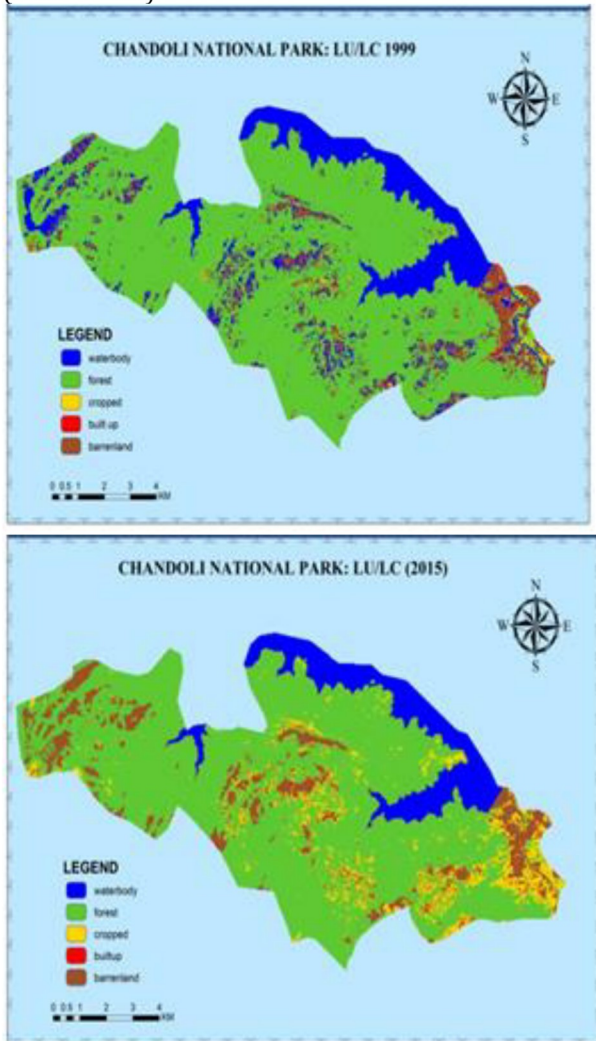 CHANDOLI NATIONAL PARK: LU/LC 1999
N
W E
S
LEGEND
waterbody
forest
cropped
built up
barrenland
0 0.5 1 2 3 4
KM
CHANDOLI NATIONAL PARK: LU/LC (2015)
N
W E
S
LEGEND
waterbody
forest
cropped
builtup
barrenland
0 0.5 1 2 3 4
KM